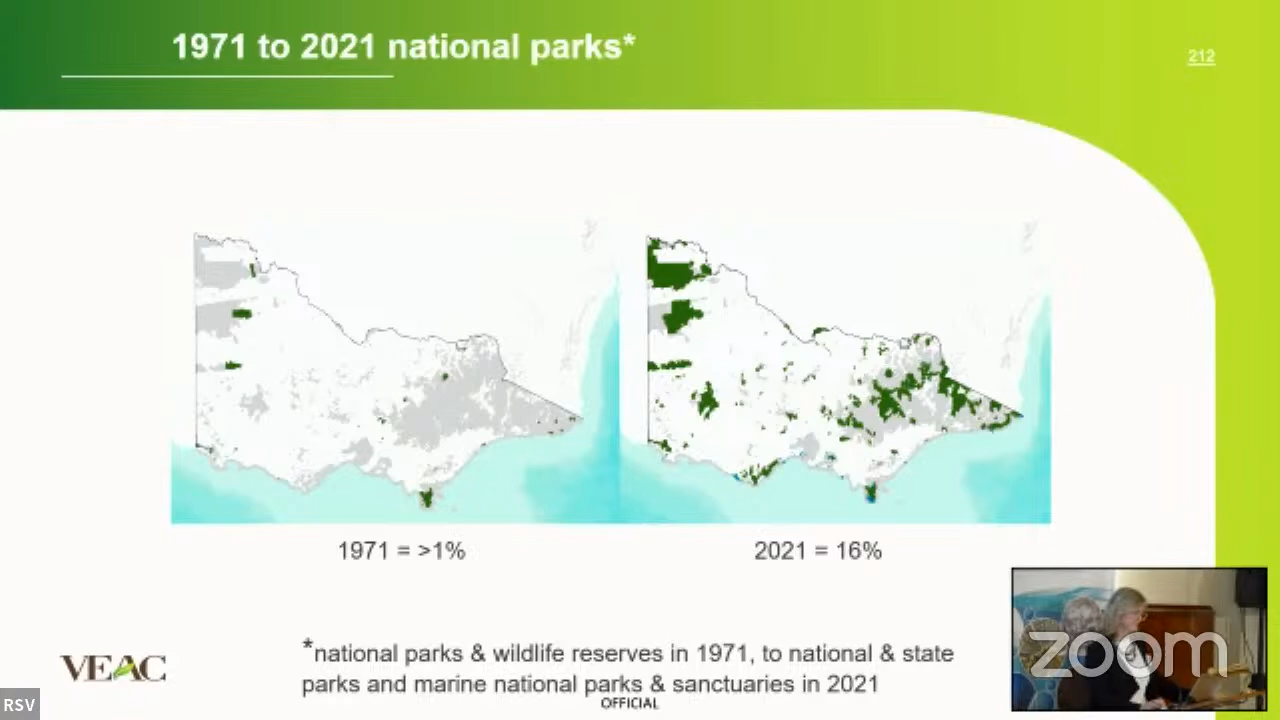 1971 to 2021 national parks*
212
1971 = >1%
2021 = 16%
*national parks & wildlife reserves in 1971, to national & state
parks and marine national parks & sanctuaries in 2021
VEAC
OFFICIAL
RSV
zoom